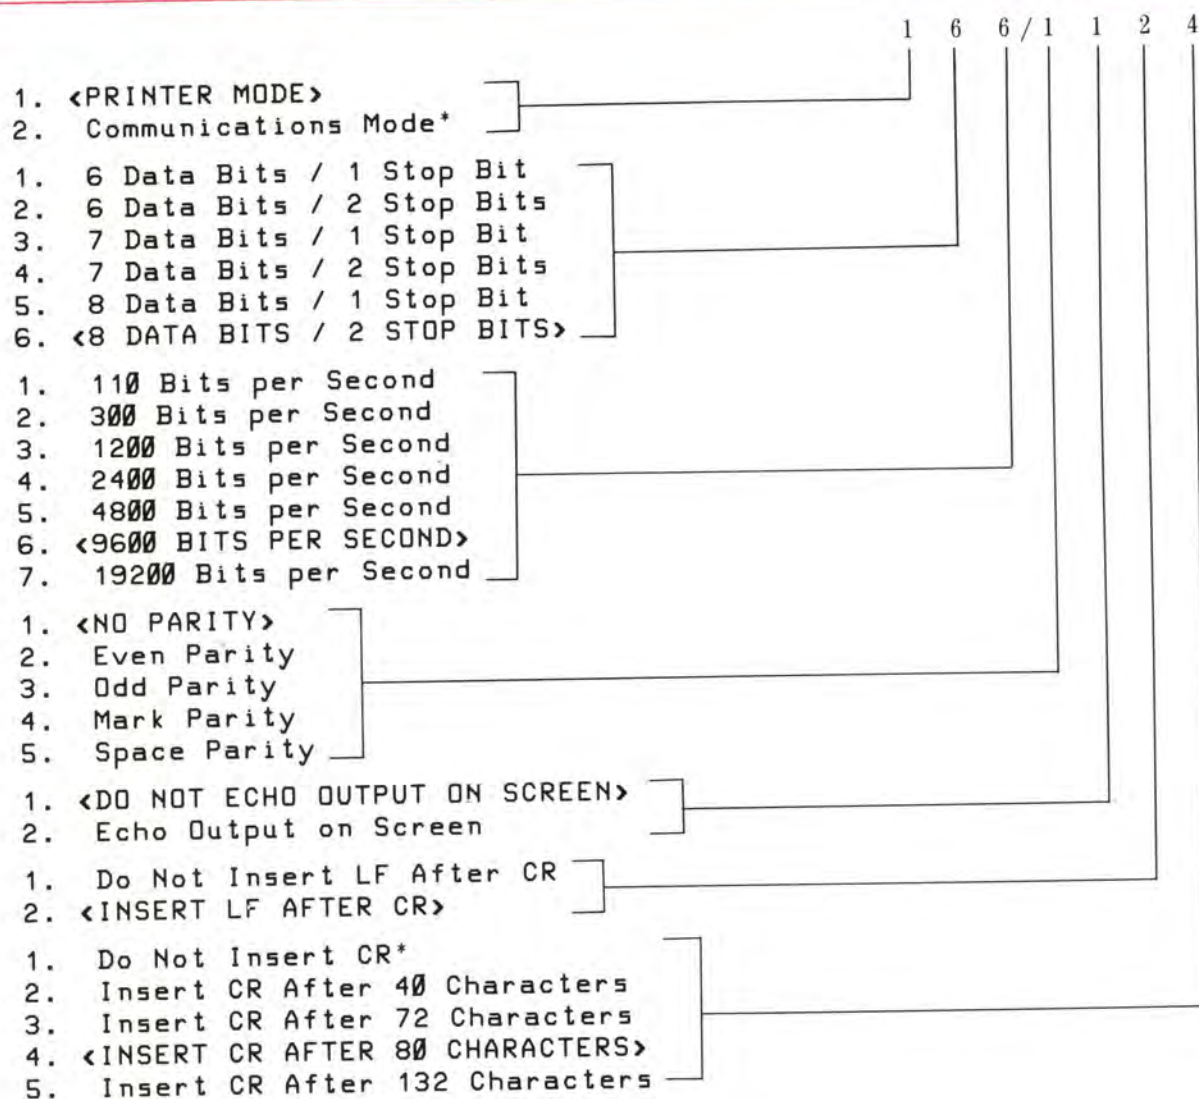 1 6 6 / 1 1 2 4
1. <PRINTER MODE>
2. Communications Mode*
1. 6 Data Bits / 1 Stop Bit
2. 6 Data Bits / 2 Stop Bits
3. 7 Data Bits / 1 Stop Bit
4. 7 Data Bits / 2 Stop Bits
5. 8 Data Bits / 1 Stop Bit
6. <8 DATA BITS / 2 STOP BITS>
1. 110 Bits per Second
2. 300 Bits per Second
3. 1200 Bits per Second
4. 2400 Bits per Second
5. 4800 Bits per Second
6. <9600 BITS PER SECOND>
7. 19200 Bits per Second
1. <NO PARITY>
2. Even Parity
3. Odd Parity
4. Mark Parity
5. Space Parity
1. <DO NOT ECHO OUTPUT ON SCREEN>
2. Echo Output on Screen
1. Do Not Insert LF After CR
2. <INSERT LF AFTER CR>
1. Do Not Insert CR*
2. Insert CR After 40 Characters
3. Insert CR After 72 Characters
4. <INSERT CR AFTER 80 CHARACTERS>
5. Insert CR After 132 Characters